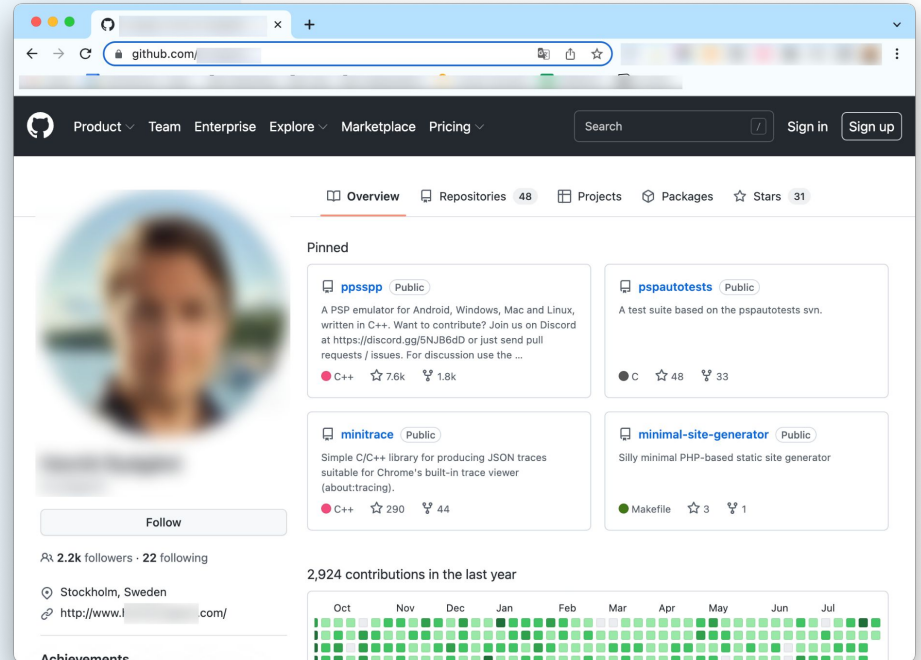 github.com/
Product Team Enterprise Explore Marketplace Pricing
Search /
Sign in Sign up
Overview Repositories 48 Projects Packages Stars 31
Pinned
ppsspp Public
A PSP emulator for Android, Windows, Mac and Linux,
written in C++. Want to contribute? Join us on Discord
at https://discord.gg/5NJB6dD or just send pull
requests / issues. For discussion use the ...
C++ 7.6k 1.8k
pspautotests Public
A test suite based on the pspautotests svn.
C 48 33
minitrace Public
Simple C/C++ library for producing JSON traces
suitable for Chrome's built-in trace viewer
(about:tracing).
C++ 290 44
minimal-site-generator Public
Silly minimal PHP-based static site generator
Makefile 3 1
Follow
2.2k followers · 22 following
Stockholm, Sweden
http://www. .com/
Achievements
2,924 contributions in the last year
Oct Nov Dec Jan Feb Mar Apr May Jun Jul